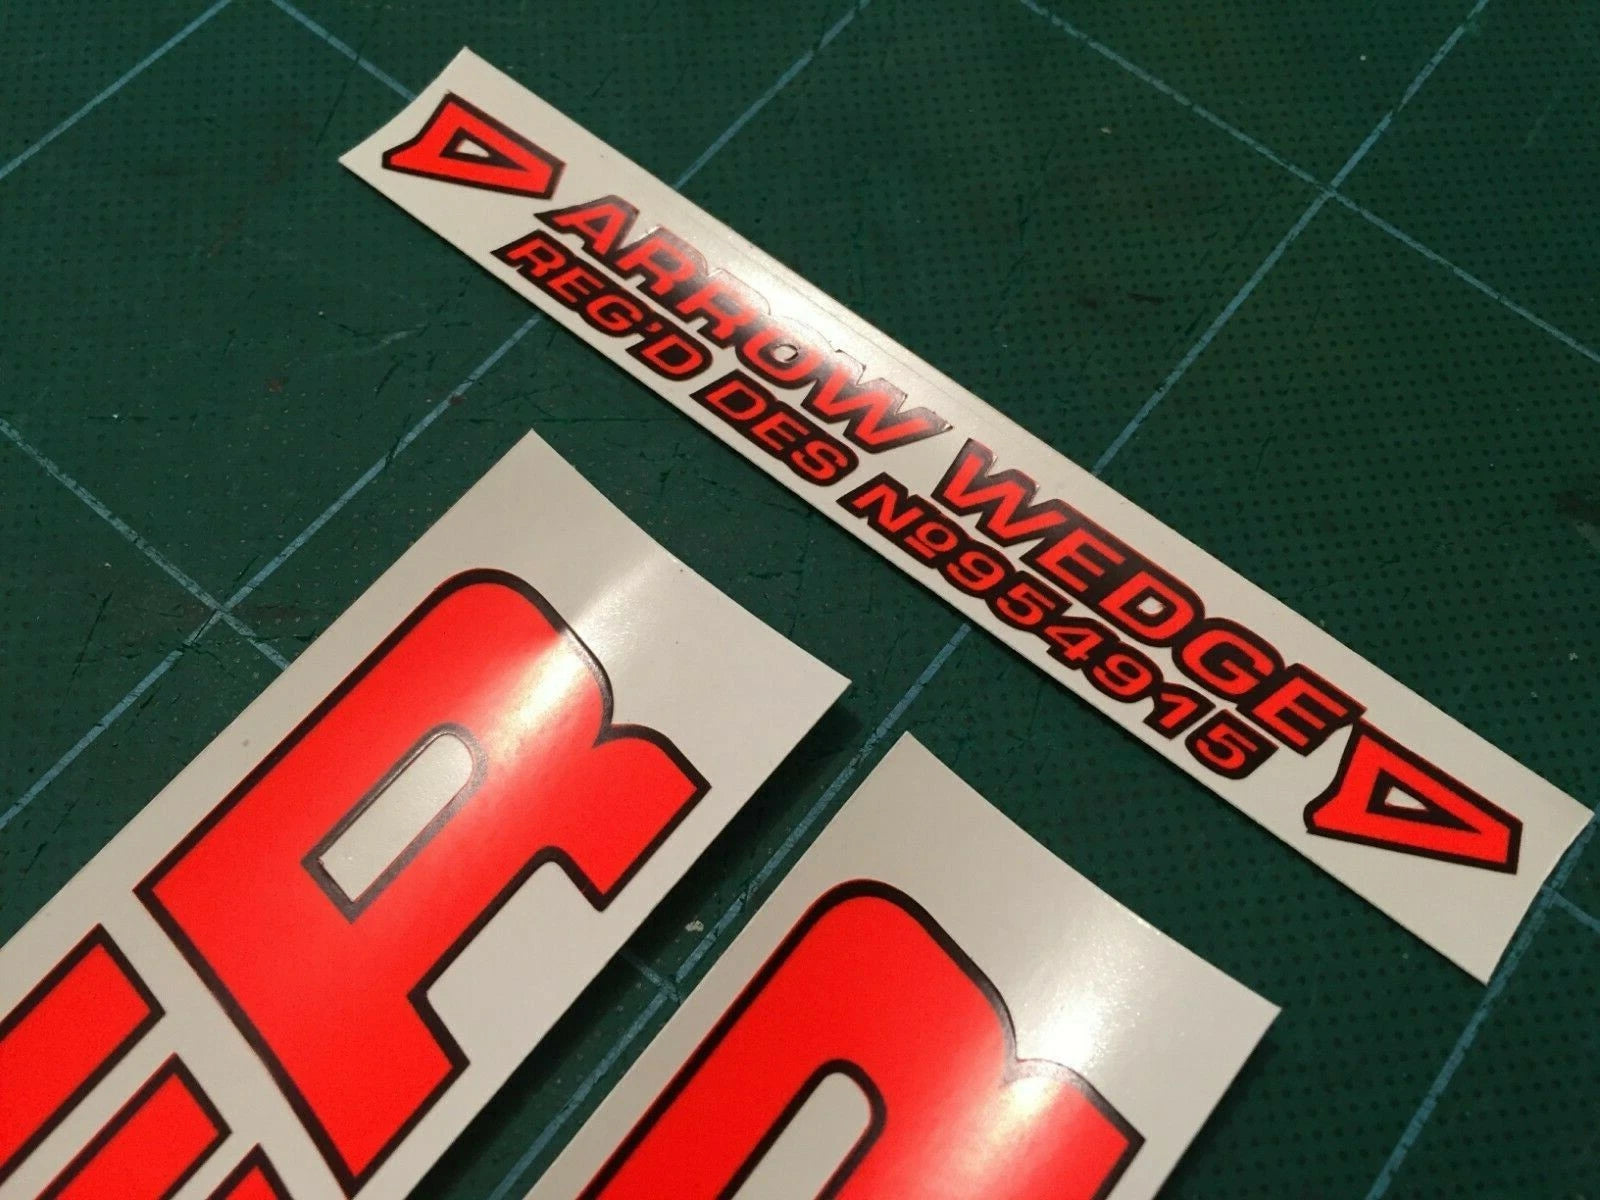 ARROW WEDGE
REG'D DES Nº954915
R